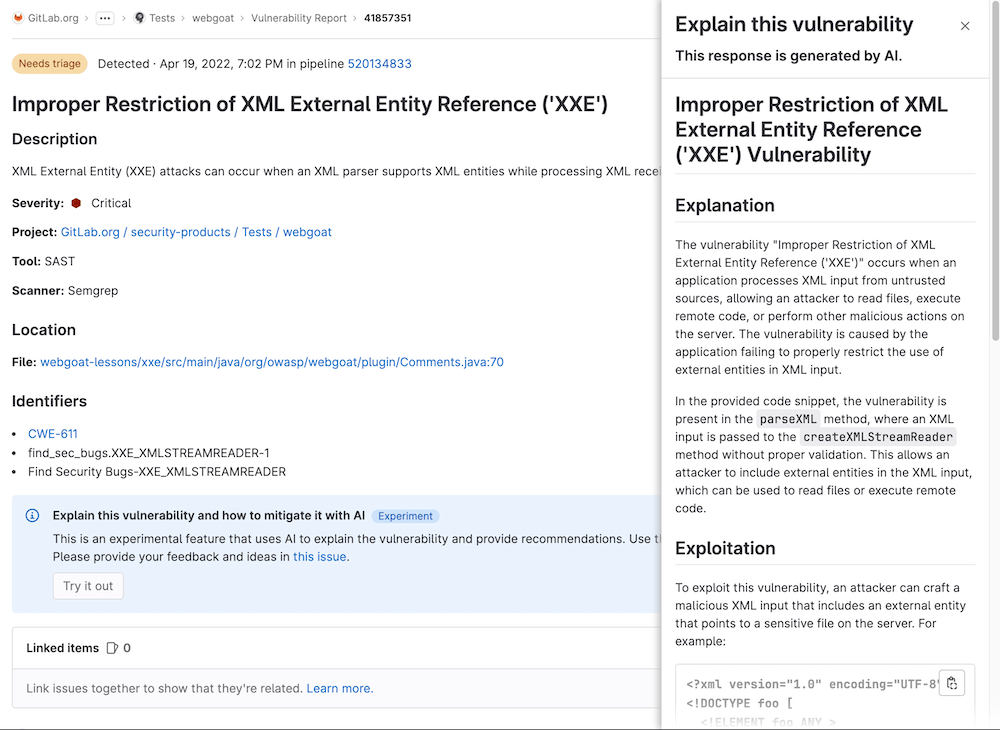 GitLab.org › ••• › Tests › webgoat › Vulnerability Report › 41857351
Needs triage Detected · Apr 19, 2022, 7:02 PM in pipeline 520134833
Improper Restriction of XML External Entity Reference ('XXE')
Description
XML External Entity (XXE) attacks can occur when an XML parser supports XML entities while processing XML
Severity: Critical
Project: GitLab.org / security-products / Tests / webgoat
Tool: SAST
Scanner: Semgrep
Location
File: webgoat-lessons/xxe/src/main/java/org/owasp/webgoat/plugin/Comments.java:70
Identifiers
• CWE-611
• find_sec_bugs.XXE_XMLSTREAMREADER-1
• Find Security Bugs-XXE_XMLSTREAMREADER
Explain this vulnerability and how to mitigate it with AI Experiment
This is an experimental feature that uses AI to explain the vulnerability and provide recommendations. Use
Please provide your feedback and ideas in this issue.
Try it out
Linked items 0
Link issues together to show that they're related. Learn more.
Explain this vulnerability
This response is generated by AI.
Improper Restriction of XML
External Entity Reference
('XXE') Vulnerability
Explanation
The vulnerability "Improper Restriction of XML
External Entity Reference ('XXE')" occurs when an
application processes XML input from untrusted
sources, allowing an attacker to read files, execute
remote code, or perform other malicious actions on
the server. The vulnerability is caused by the
application failing to properly restrict the use of
external entities in XML input.
In the provided code snippet, the vulnerability is
present in the parseXML method, where an XML
input is passed to the createXMLStreamReader
method without proper validation. This allows an
attacker to include external entities in the XML input,
which can be used to read files or execute remote
code.
Exploitation
To exploit this vulnerability, an attacker can craft a
malicious XML input that includes an external entity
that points to a sensitive file on the server. For
example:
<?xml version="1.0" encoding="UTF-8"
<!DOCTYPE foo [
<!ELEMENT foo ANY >